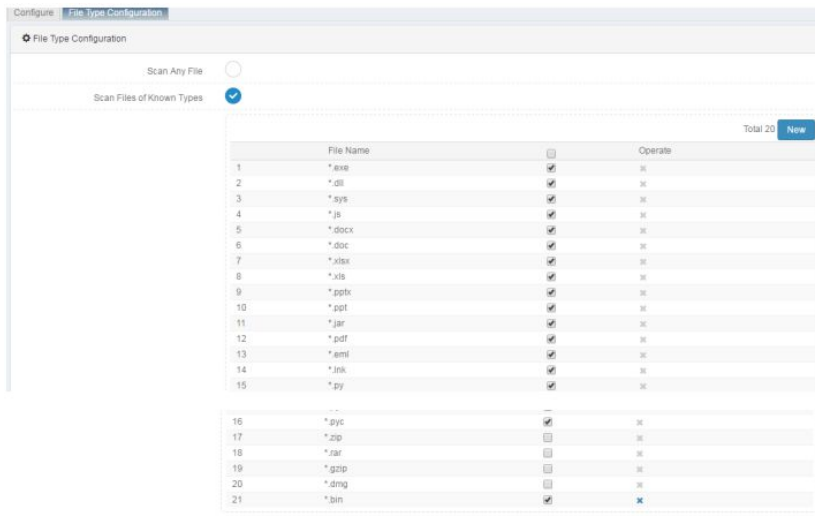 Configure File Type Configuration
File Type Configuration
Scan Any File
Scan Files of Known Types
Total 20 New
File Name Operate
1 *.exe
2 *.dll
3 *.sys
4 *.js
5 *.docx
6 *.doc
7 *.xlsx
8 *.xls
9 *.pptx
10 *.ppt
11 *.jar
12 *.pdf
13 *.eml
14 *.lnk
15 *.py
16 *.pyc
17 *.zip
18 *.rar
19 *.gzip
20 *.dmg
21 *.bin